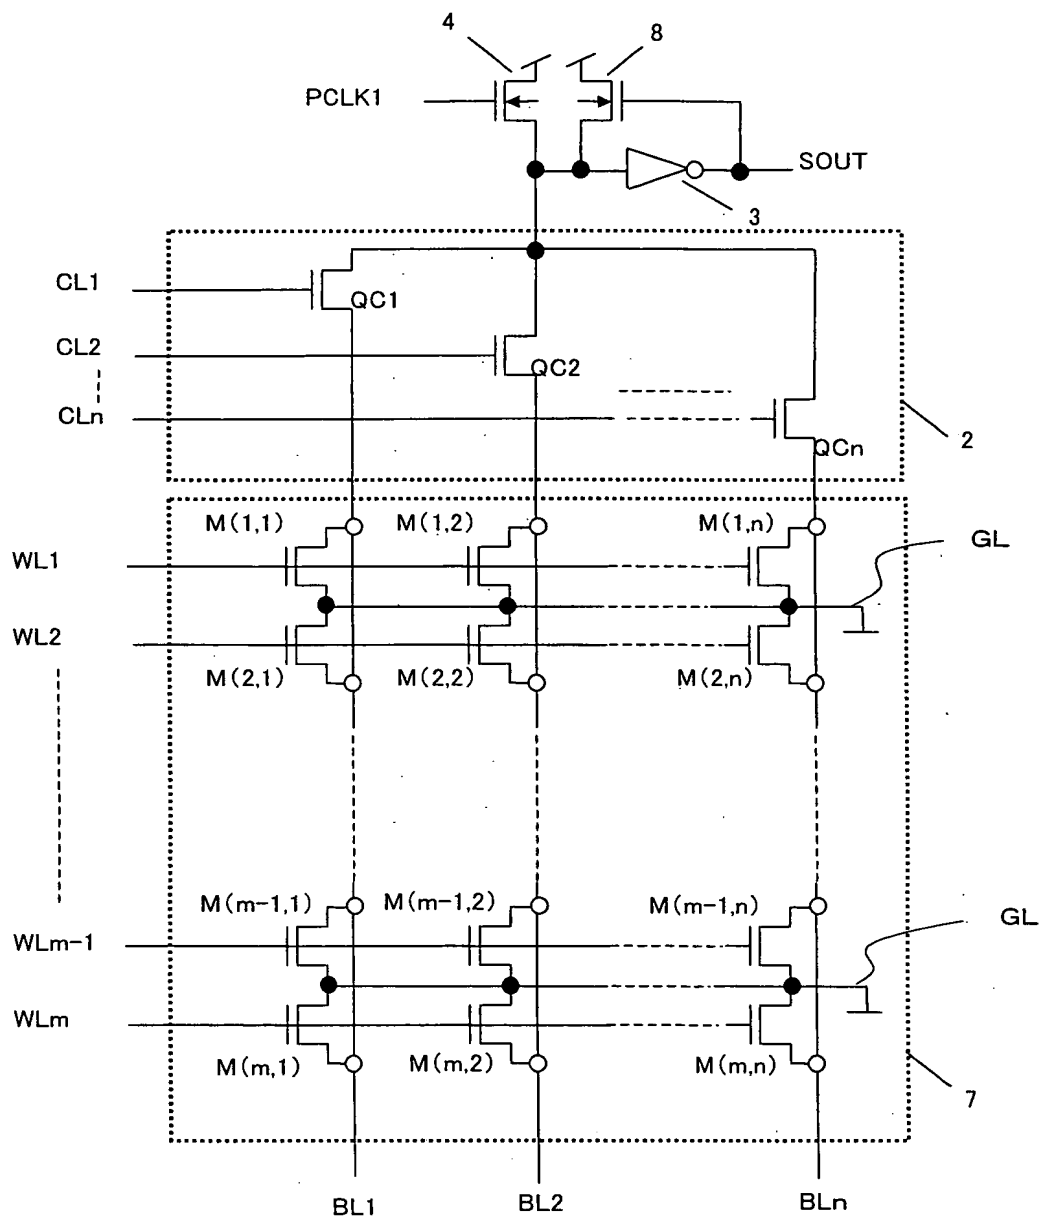 4
8
PCLK1
SOUT
3
CL1
QC1
CL2
QC2
CLn
QCn
2
M(1,1) M(1,2) M(1,n)
GL
WL1
WL2
M(2,1) M(2,2) M(2,n)
M(m-1,1) M(m-1,2) M(m-1,n)
GL
WLm-1
WLm
M(m,1) M(m,2) M(m,n)
7
BL1 BL2 BLn